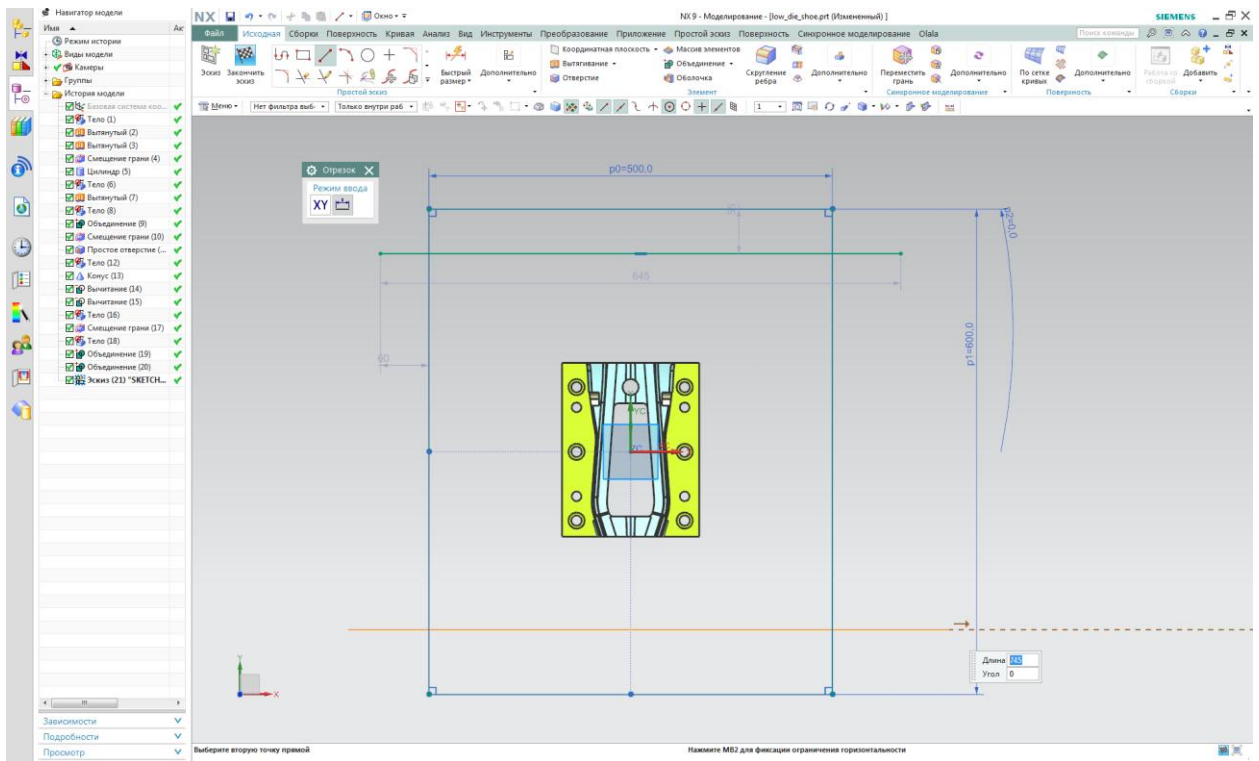 Навигатор модели
Имя
Ак
Режим истории
Виды модели
Камеры
Группы
История модели
Базовая система коо...
Тело (1)
Вытянутый (2)
Вытянутый (3)
Смещение грани (4)
Цилиндр (5)
Тело (6)
Вытянутый (7)
Тело (8)
Объединение (9)
Смещение грани (10)
Простое отверстие (...
Тело (12)
Конус (13)
Вычитание (14)
Вычитание (15)
Тело (16)
Смещение грани (17)
Тело (18)
Объединение (19)
Объединение (20)
Эскиз (21) "SKETCH...
Зависимости
Подробности
Просмотр
NX
Окно
NX 9 - Моделирование - [low_die_shoe.prt (Измененный) ]
SIEMENS
Файл Исходная Сборки Поверхность Кривая Анализ Вид Инструменты Преобразование Приложение Простой эскиз Поверхность Синхронное моделирование Olala
Поиск команды
Эскиз
Закончить эскиз
Быстрый размер
Дополнительно
Простой эскиз
Координатная плоскость
Вытягивание
Отверстие
Массив элементов
Объединение
Оболочка
Скругление ребра
Дополнительно
Элемент
Переместить грань
Дополнительно
Синхронное моделирование
По сетке кривых
Дополнительно
Поверхность
Работа со сборкой
Добавить
Сборки
Меню
Нет фильтра выб-
Только внутри раб
1
Отрезок
Режим ввода
XY
p0=500,0
645
60
p2=0,0
p1=600,0
YC
Длина 745
Угол 0
Y
X
Выберите вторую точку прямой
Нажмите MB2 для фиксации ограничения горизонтальности